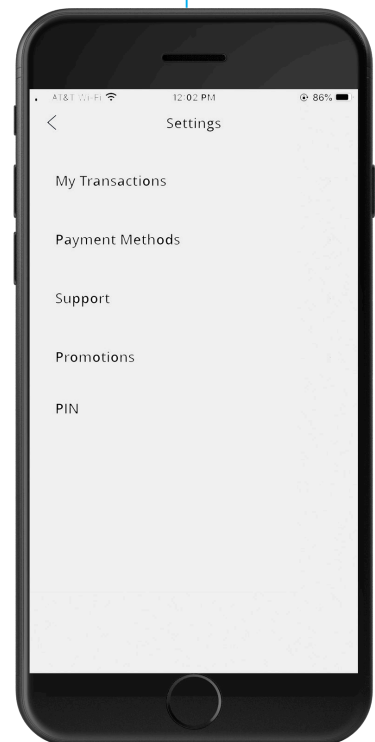 AT&T Wi-Fi 12:02 PM 86%
Settings
My Transactions
Payment Methods
Support
Promotions
PIN